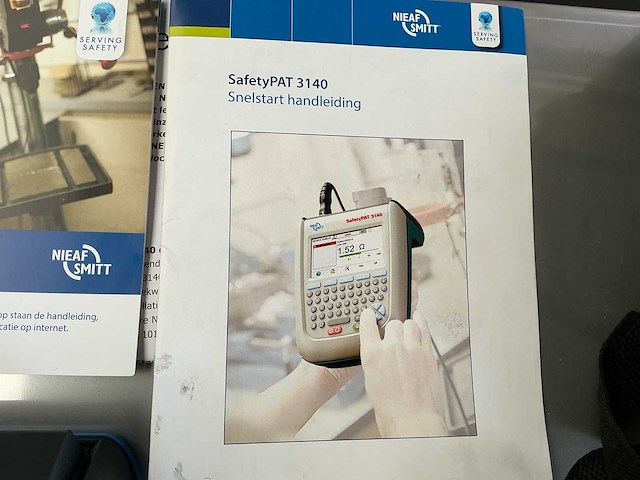 SERVING
SAFETY
NIEAF
SMITT
op staan de handleiding,
catie op internet.
NIEAF
SMITT
SERVING
SAFETY
SafetyPAT 3140
Snelstart handleiding
SafetyPAT 3140
1.52 Ω